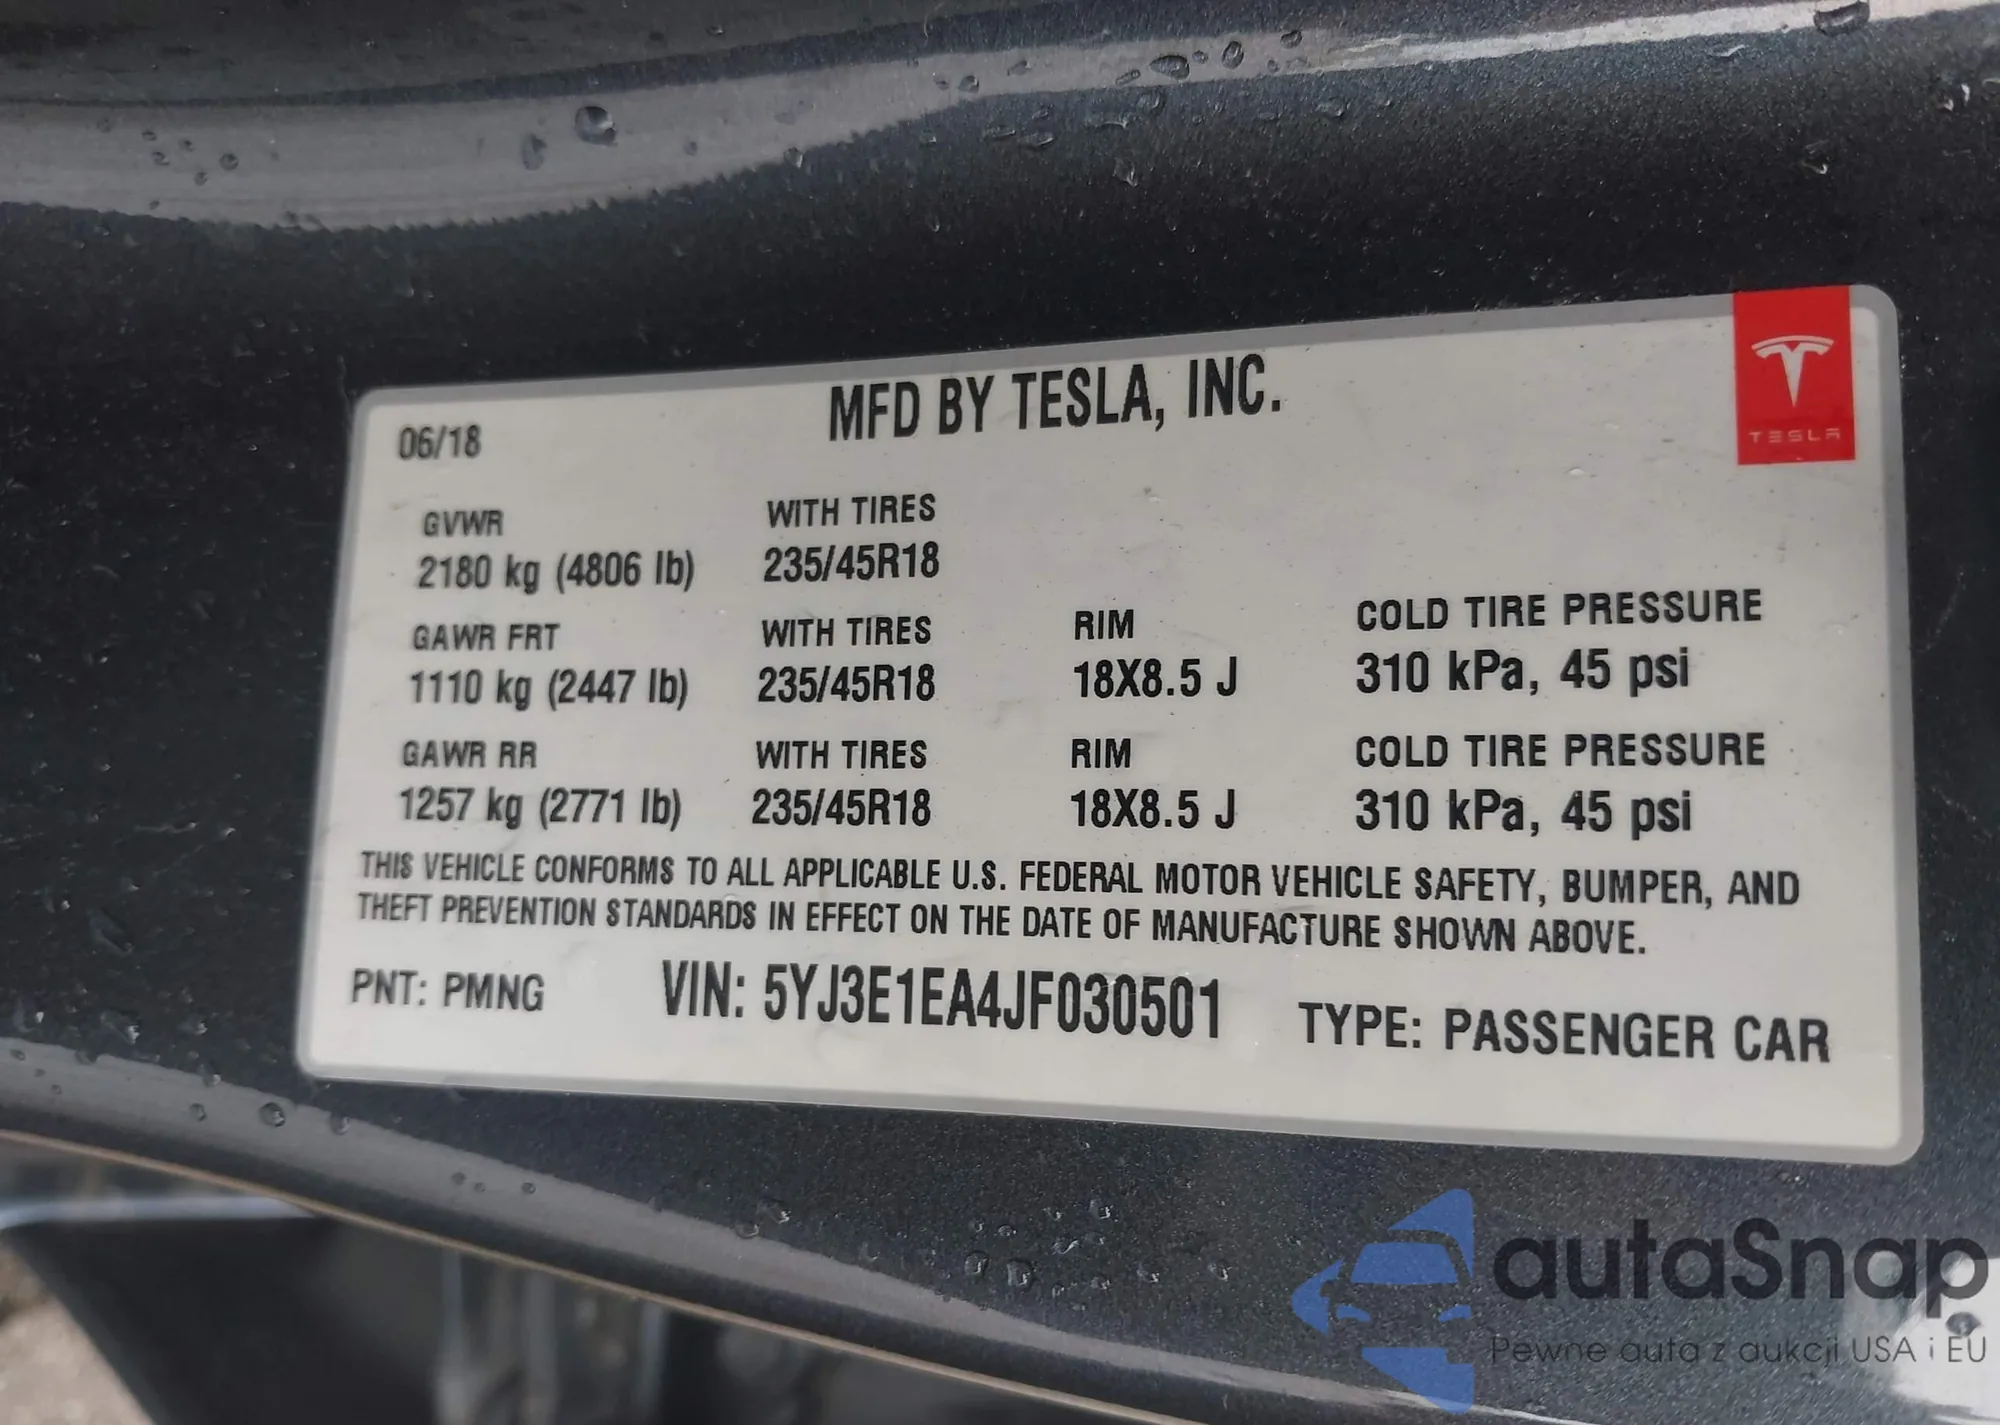 MFD BY TESLA, INC.
TESLA
06/18
GVWR WITH TIRES
2180 kg (4806 lb) 235/45R18
GAWR FRT WITH TIRES RIM COLD TIRE PRESSURE
1110 kg (2447 lb) 235/45R18 18X8.5 J 310 kPa, 45 psi
GAWR RR WITH TIRES RIM COLD TIRE PRESSURE
1257 kg (2771 lb) 235/45R18 18X8.5 J 310 kPa, 45 psi
THIS VEHICLE CONFORMS TO ALL APPLICABLE U.S. FEDERAL MOTOR VEHICLE SAFETY, BUMPER, AND
THEFT PREVENTION STANDARDS IN EFFECT ON THE DATE OF MANUFACTURE SHOWN ABOVE.
PNT: PMNG VIN: 5YJ3E1EA4JF030501 TYPE: PASSENGER CAR
autaSnap
Pewne auta z aukcji USA i EU